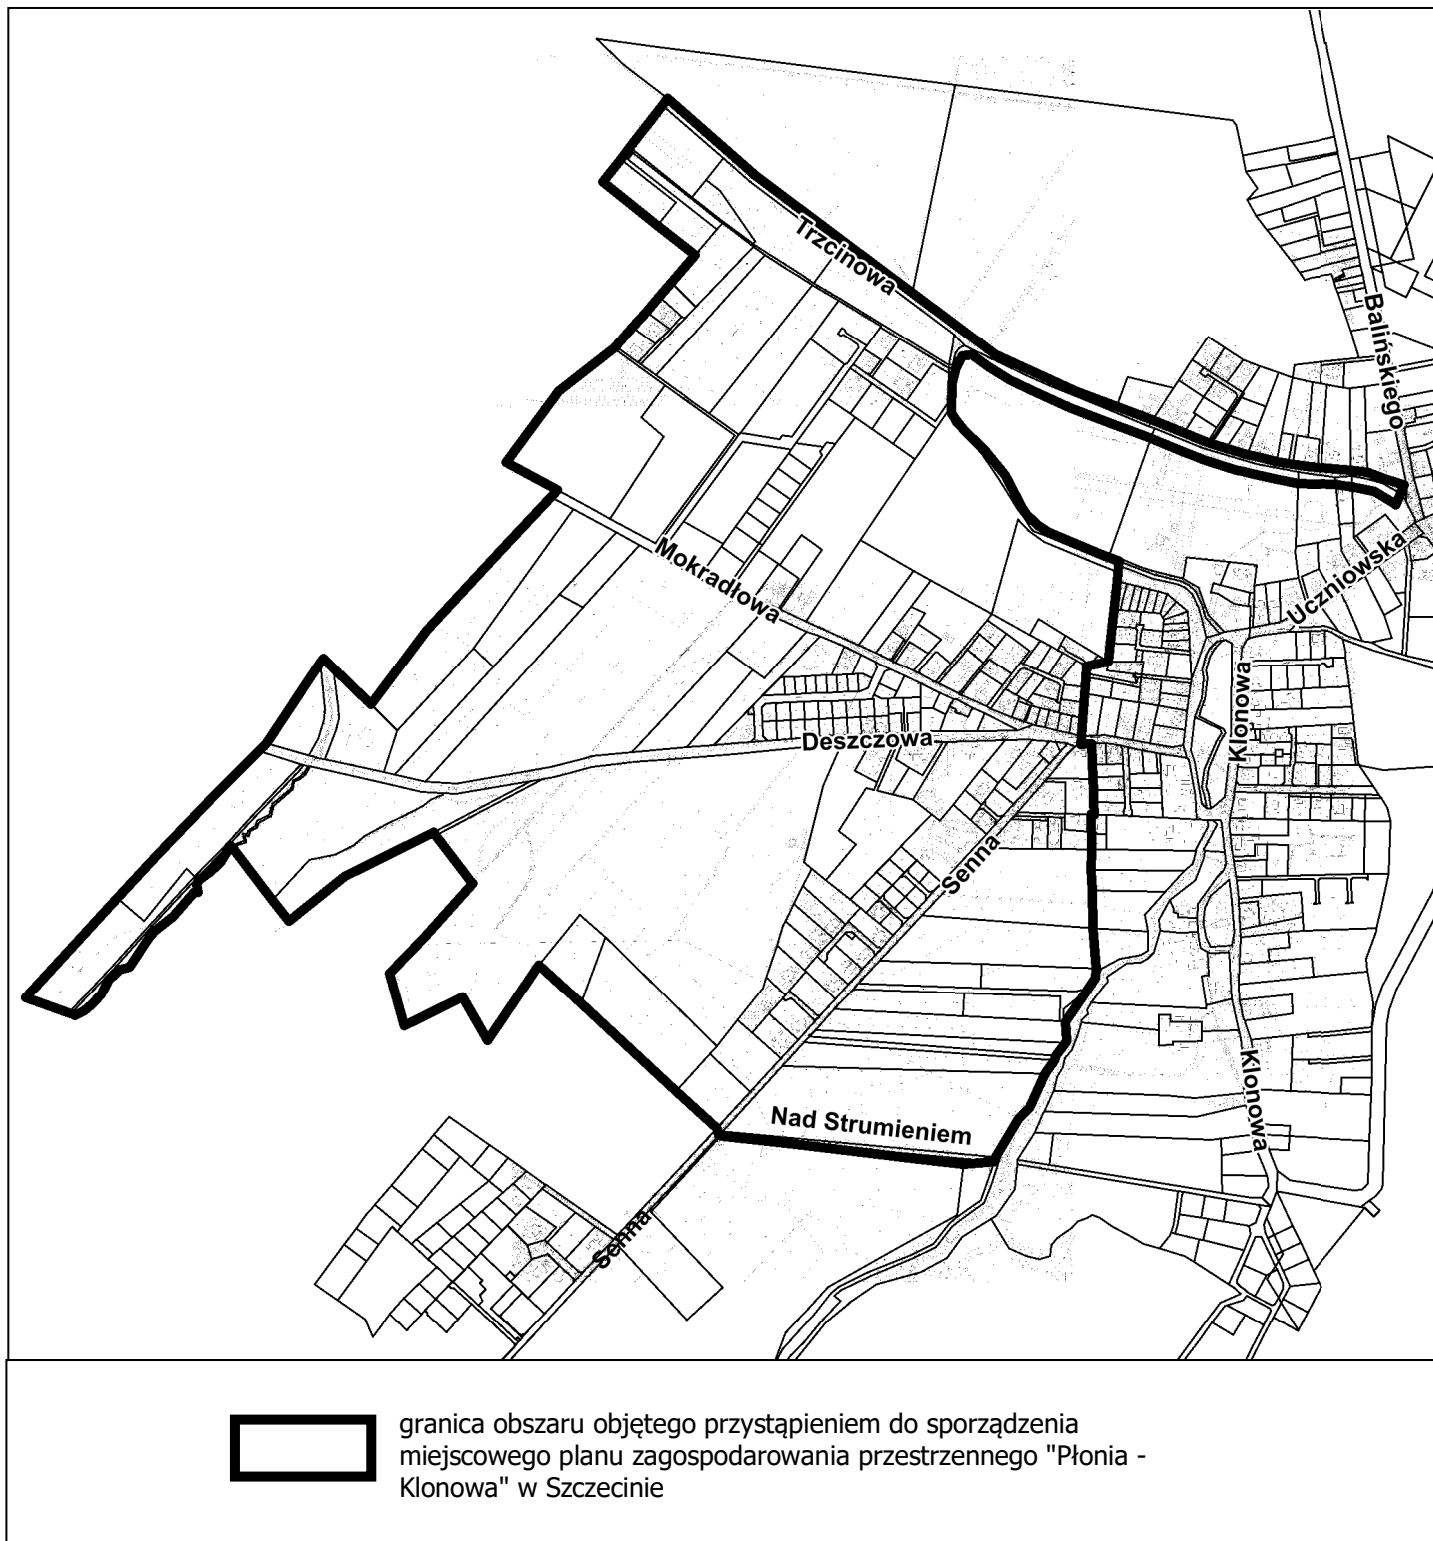 Trzcinowa
Balińskiego
Mokradłowa
Uczniowska
Klonowa
Deszczowa
Senna
Nad Strumieniem
Klonowa
Senna
granica obszaru objętego przystąpieniem do sporządzenia
miejscowego planu zagospodarowania przestrzennego "Płonia -
Klonowa" w Szczecinie